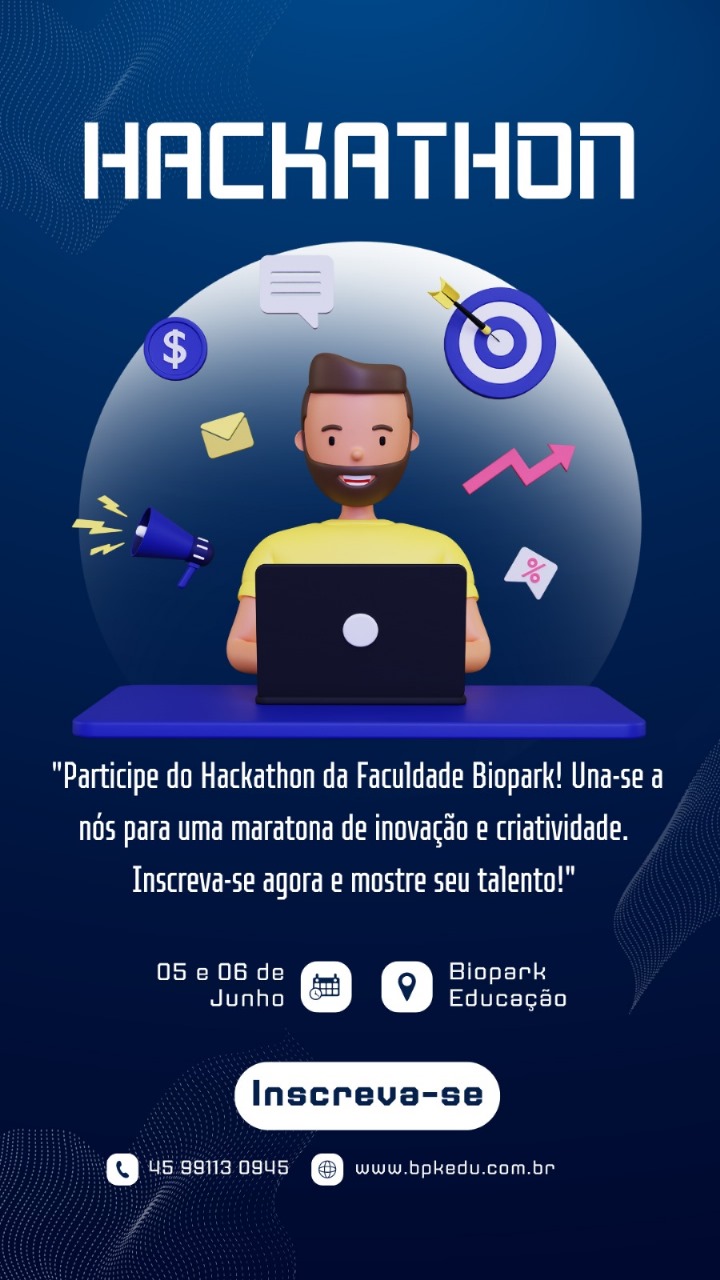 HACKATHON
$
%
"Participe do Hackathon da Faculdade Biopark! Una-se a
nós para uma maratona de inovação e criatividade.
Inscreva-se agora e mostre seu talento!"
05 e 06 de
Junho
Biopark
Educação
Inscreva-se
45 99113 0945
www.bpkedu.com.br